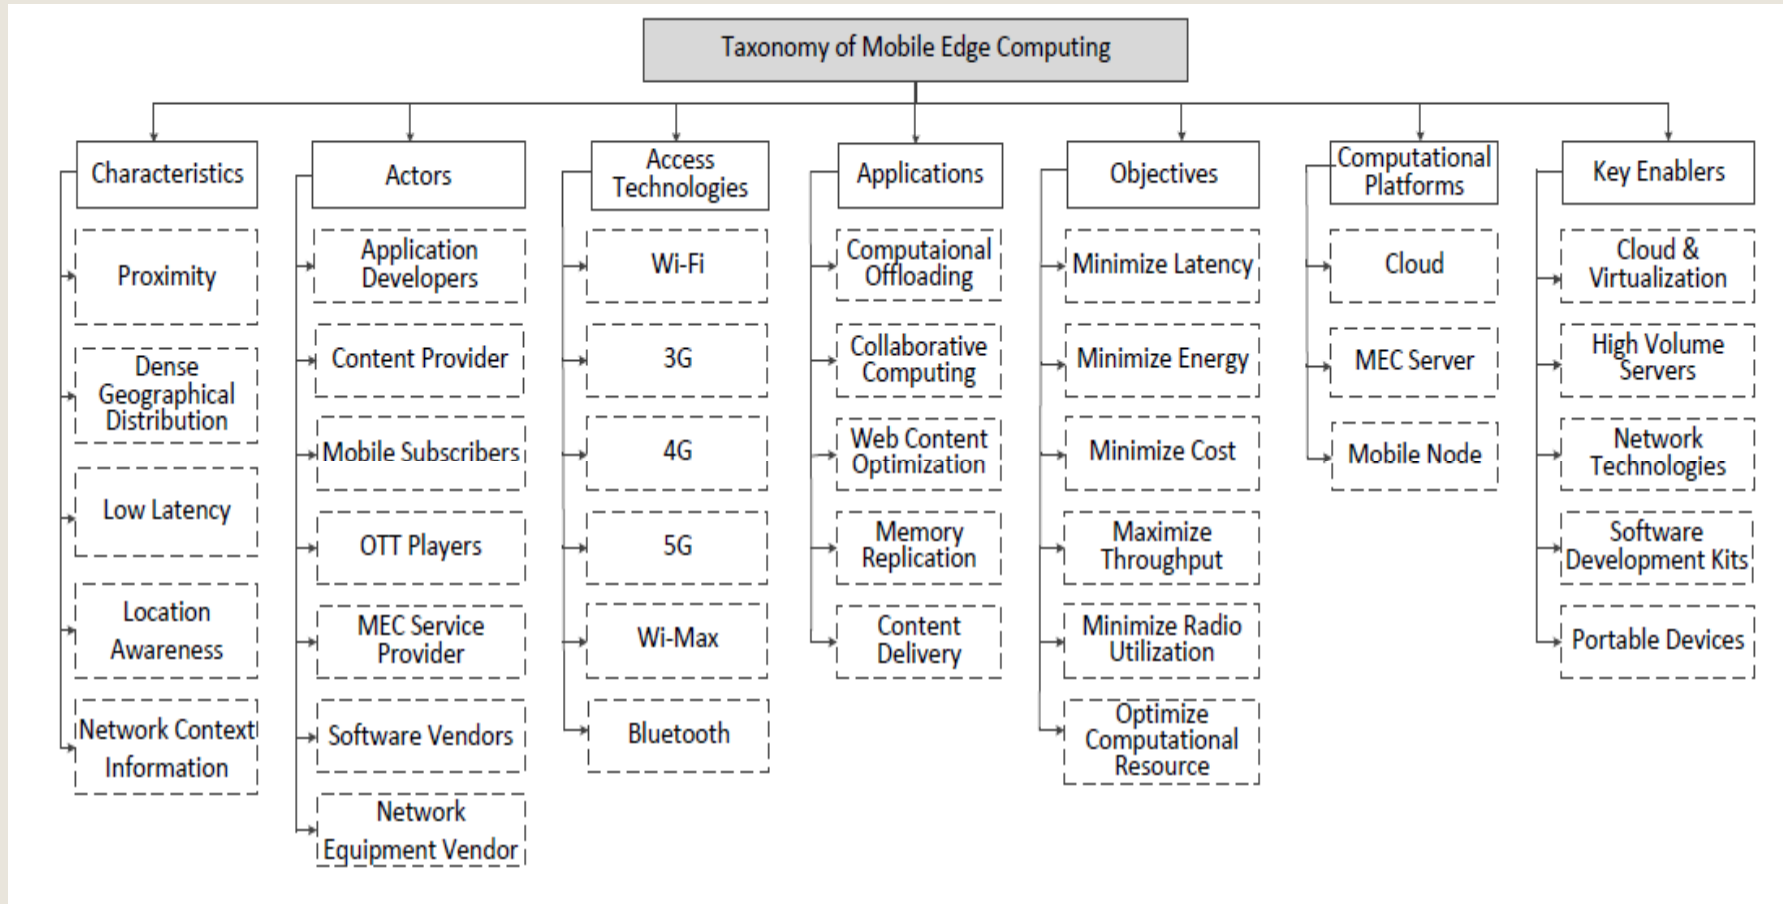 Taxonomy of Mobile Edge Computing
Characteristics
Proximity
Dense
Geographical
Distribution
Low Latency
Location
Awareness
Network Context
Information
Actors
Application
Developers
Content Provider
Mobile Subscribers
OTT Players
MEC Service
Provider
Software Vendors
Network
Equipment Vendor
Access
Technologies
Wi-Fi
3G
4G
5G
Wi-Max
Bluetooth
Applications
Computaional
Offloading
Collaborative
Computing
Web Content
Optimization
Memory
Replication
Content
Delivery
Objectives
Minimize Latency
Minimize Energy
Minimize Cost
Maximize
Throughput
Minimize Radio
Utilization
Optimize
Computational
Resource
Computational
Platforms
Cloud
MEC Server
Mobile Node
Key Enablers
Cloud &
Virtualization
High Volume
Servers
Network
Technologies
Software
Development Kits
Portable Devices